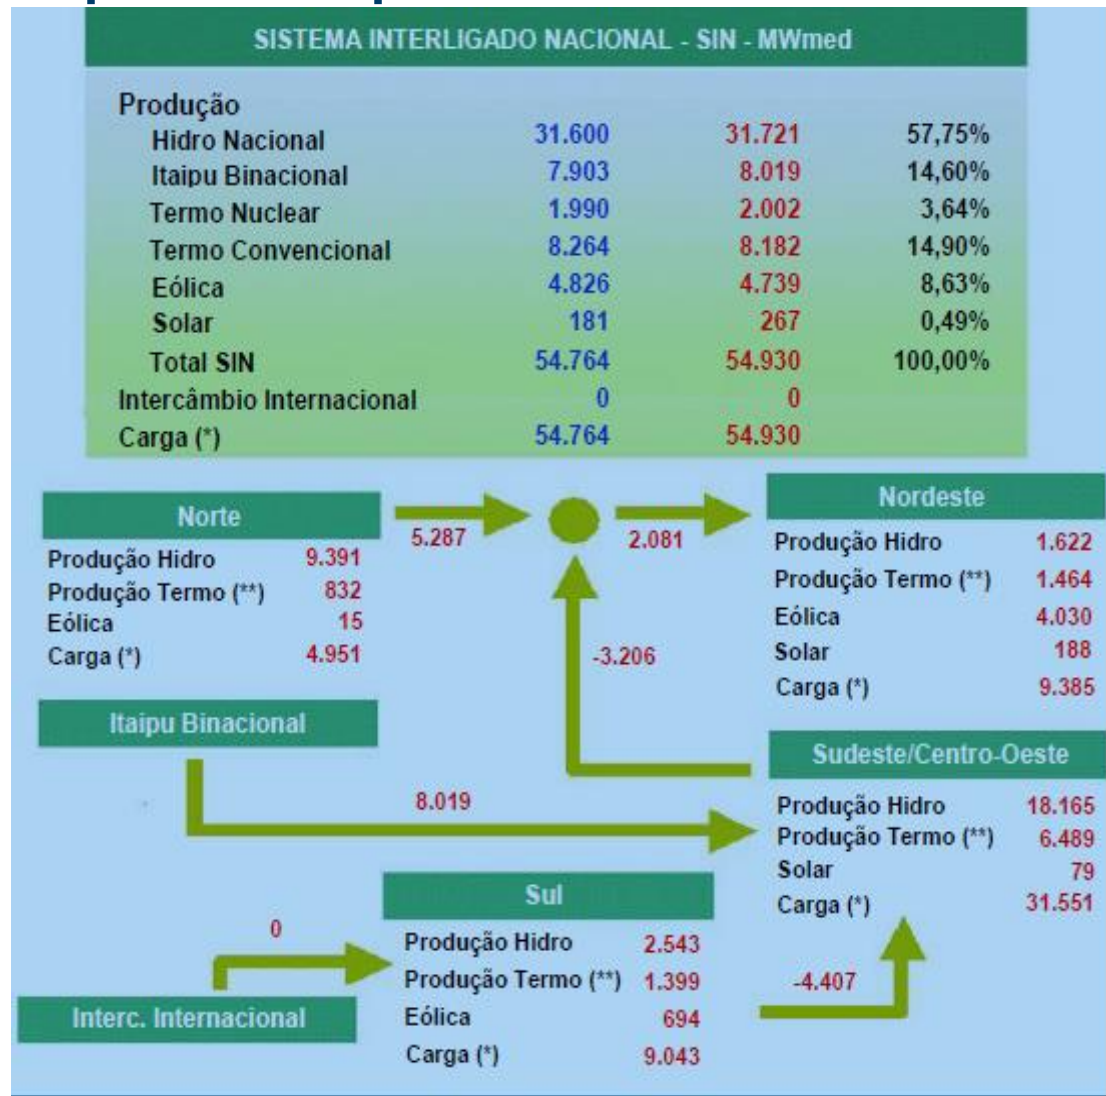 SISTEMA INTERLIGADO NACIONAL - SIN - MWmed
Produção
Hidro Nacional 31.600 31.721 57,75%
Itaipu Binacional 7.903 8.019 14,60%
Termo Nuclear 1.990 2.002 3,64%
Termo Convencional 8.264 8.182 14,90%
Eólica 4.826 4.739 8,63%
Solar 181 267 0,49%
Total SIN 54.764 54.930 100,00%
Intercâmbio Internacional 0 0
Carga (*) 54.764 54.930
Norte
Produção Hidro 9.391
Produção Termo (**) 832
Eólica 15
Carga (*) 4.951
5.287
2.081
-3.206
Nordeste
Produção Hidro 1.622
Produção Termo (**) 1.464
Eólica 4.030
Solar 188
Carga (*) 9.385
Itaipu Binacional
8.019
Sudeste/Centro-Oeste
Produção Hidro 18.165
Produção Termo (**) 6.489
Solar 79
Carga (*) 31.551
Sul
Produção Hidro 2.543
Produção Termo (**) 1.399
Eólica 694
Carga (*) 9.043
0
-4.407
Interc. Internacional